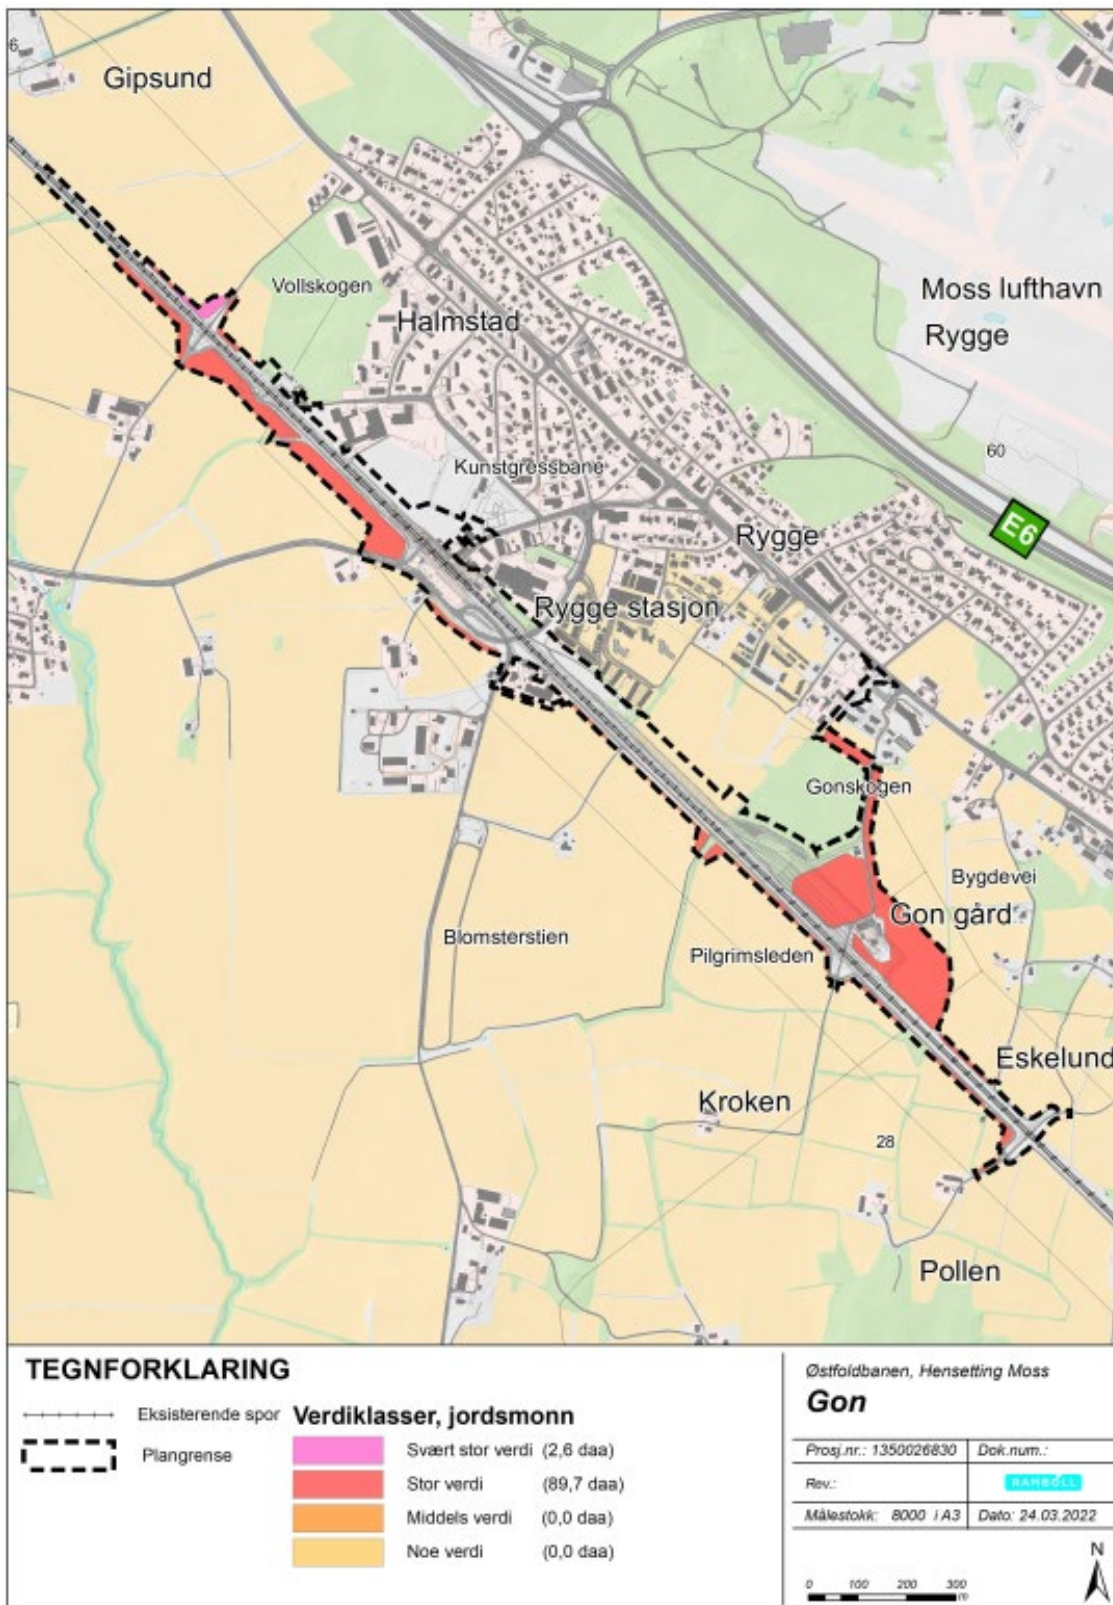 6
Gipsund
Vollskogen
Halmstad
Moss lufthavn
Rygge
60
Kunstgressbane
E6
Rygge
Rygge stasjon
Gonskogen
Bygdevei
Gon gård
Blomsterstien
Pilgrimsleden
Eskelund
Kroken
28
Pollen
TEGNFORKLARING
Eksisterende spor
Plangrense
Verdiklasser, jordsmonn
Svært stor verdi (2,6 daa)
Stor verdi (89,7 daa)
Middels verdi (0,0 daa)
Noe verdi (0,0 daa)
Østfoldbanen, Hensetting Moss
Gon
Prosj.nr.: 1350026830 Dok.num.:
Rev.: RAMBOLL
Målestokk: 8000 i A3 Dato: 24.03.2022
N
0 100 200 300
m